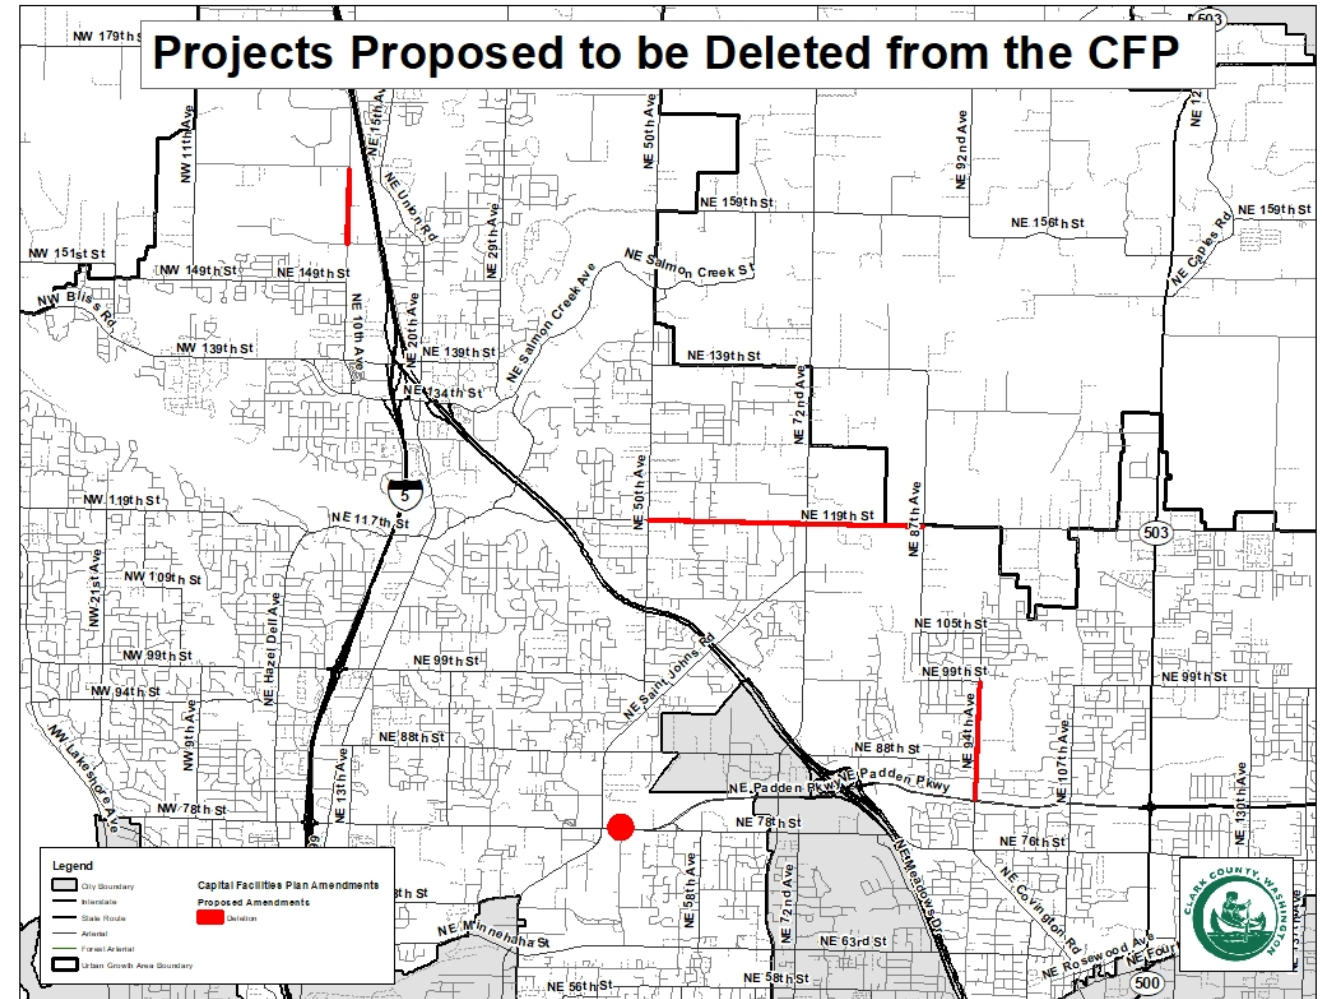 503
NW 179th S
Projects Proposed to be Deleted from the CFP
NE 15th Av
NW 11th Ave
NE 50th Ave
NE 92nd Ave
NE 12
NE Union Rd
NE 159th St
NE 159th St
NE 156th St
NE 29th Ave
NE Caples Rd
NW 151st St
NW 149th St
NE 149th St
NE Salmon Creek St
NW Bliss Rd
NE 10th Ave
NE 20th Ave
NE Salmon Creek Ave
NW 139th St
NE 139th St
NE 139th St
NE 134th St
NE 72nd Ave
5
NW 119th St
NE 117th St
NE 50th Ave
NE 119th St
NE 87th Ave
503
NW 21st Ave
NW 109th St
NE Hazel Dell Ave
NE 105th St
NW 99th St
NE 99th St
NE Saint Johns Rd
NE 99th St
NE 99th St
NW 94th St
NW Lakeshore Ave
NW 9th Ave
NE 88th St
NE 88th St
NE 94th Ave
NE 107th Ave
NE 13th Ave
NE Padden Pkwy
NE Padden Pkwy
NW 78th St
NE 78th St
NE 76th St
NE 130th Ave
NE Meadows Dr
NE Covington Rd
NE 58th Ave
NE 72nd Ave
8th St
NE Minnehaha St
NE 63rd St
NE Rosewood Ave
NE Four
NE 56th St
NE 58th St
500
Legend
City Boundary
Interstate
State Route
Arterial
Forest Arterial
Urban Growth Area Boundary
Capital Facilities Plan Amendments
Proposed Amendments
Deletion
CLARK COUNTY, WASHINGTON